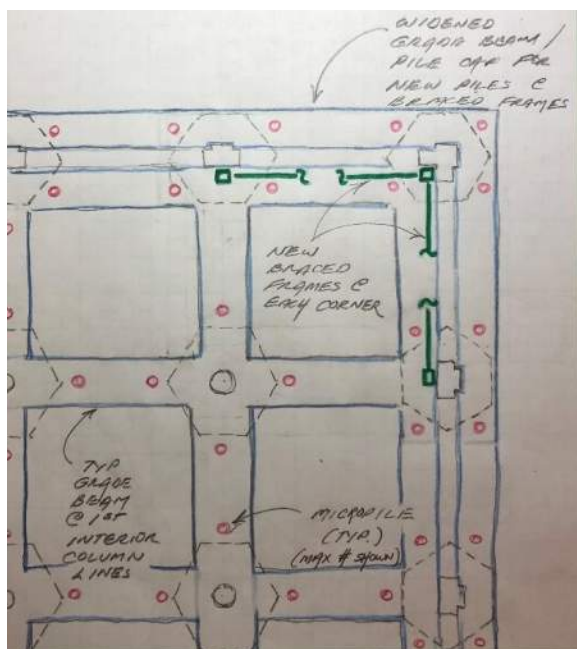 WIDENED
GRADE BEAM /
PILE CAP FOR
NEW PILES @
BRACED FRAMES
NEW
BRACED
FRAMES @
EACH CORNER
TYP
GRADE
BEAM
@ 1ST
INTERIOR
COLUMN
LINES
MICROPILE
(TYP.)
(MAX # SHOWN)